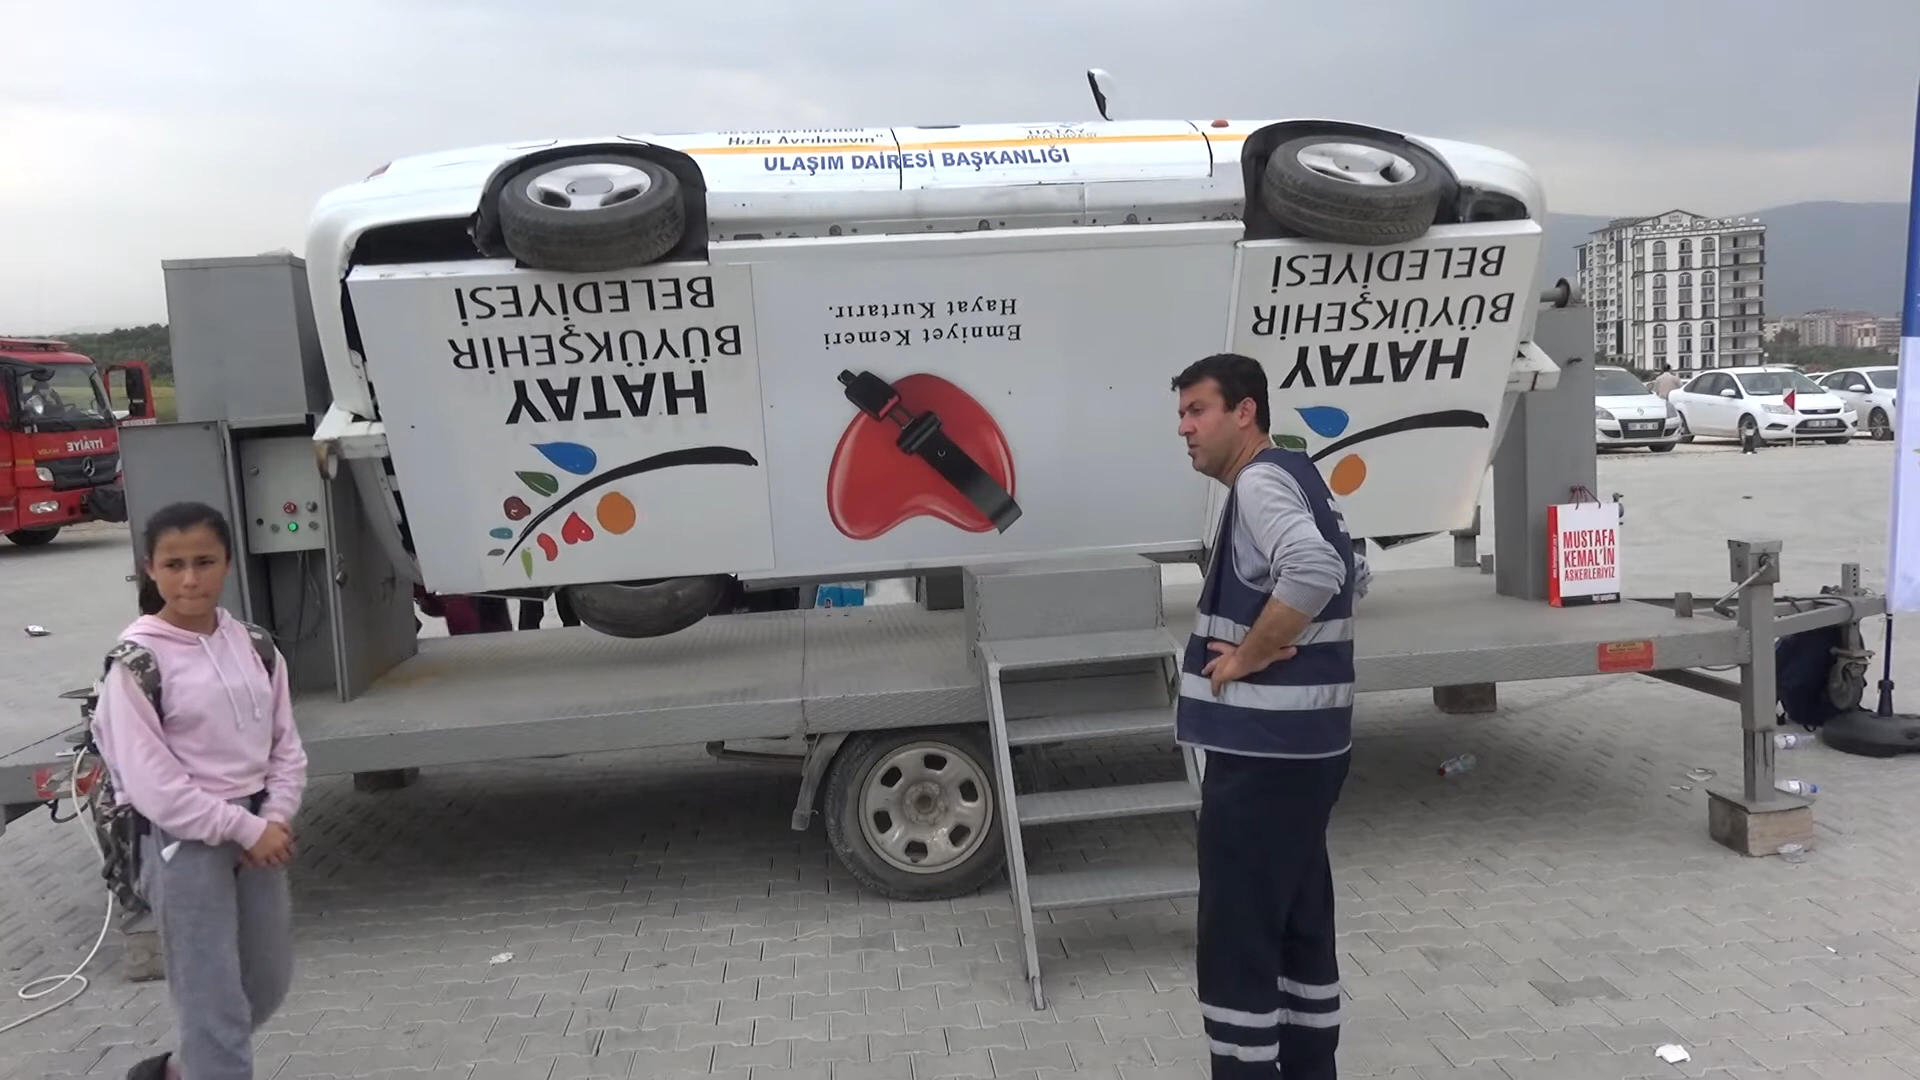 Hızla Ayrılmayın"
HATAY
ULAŞIM DAİRESİ BAŞKANLIĞI
HATAY
BÜYÜKŞEHİR
BELEDİYESİ
Emniyet Kemeri
Hayat Kurtarır.
HATAY
BÜYÜKŞEHİR
BELEDİYESİ
İTFAİYE
MUSTAFA
KEMAL'İN
ASKERLERİYİZ